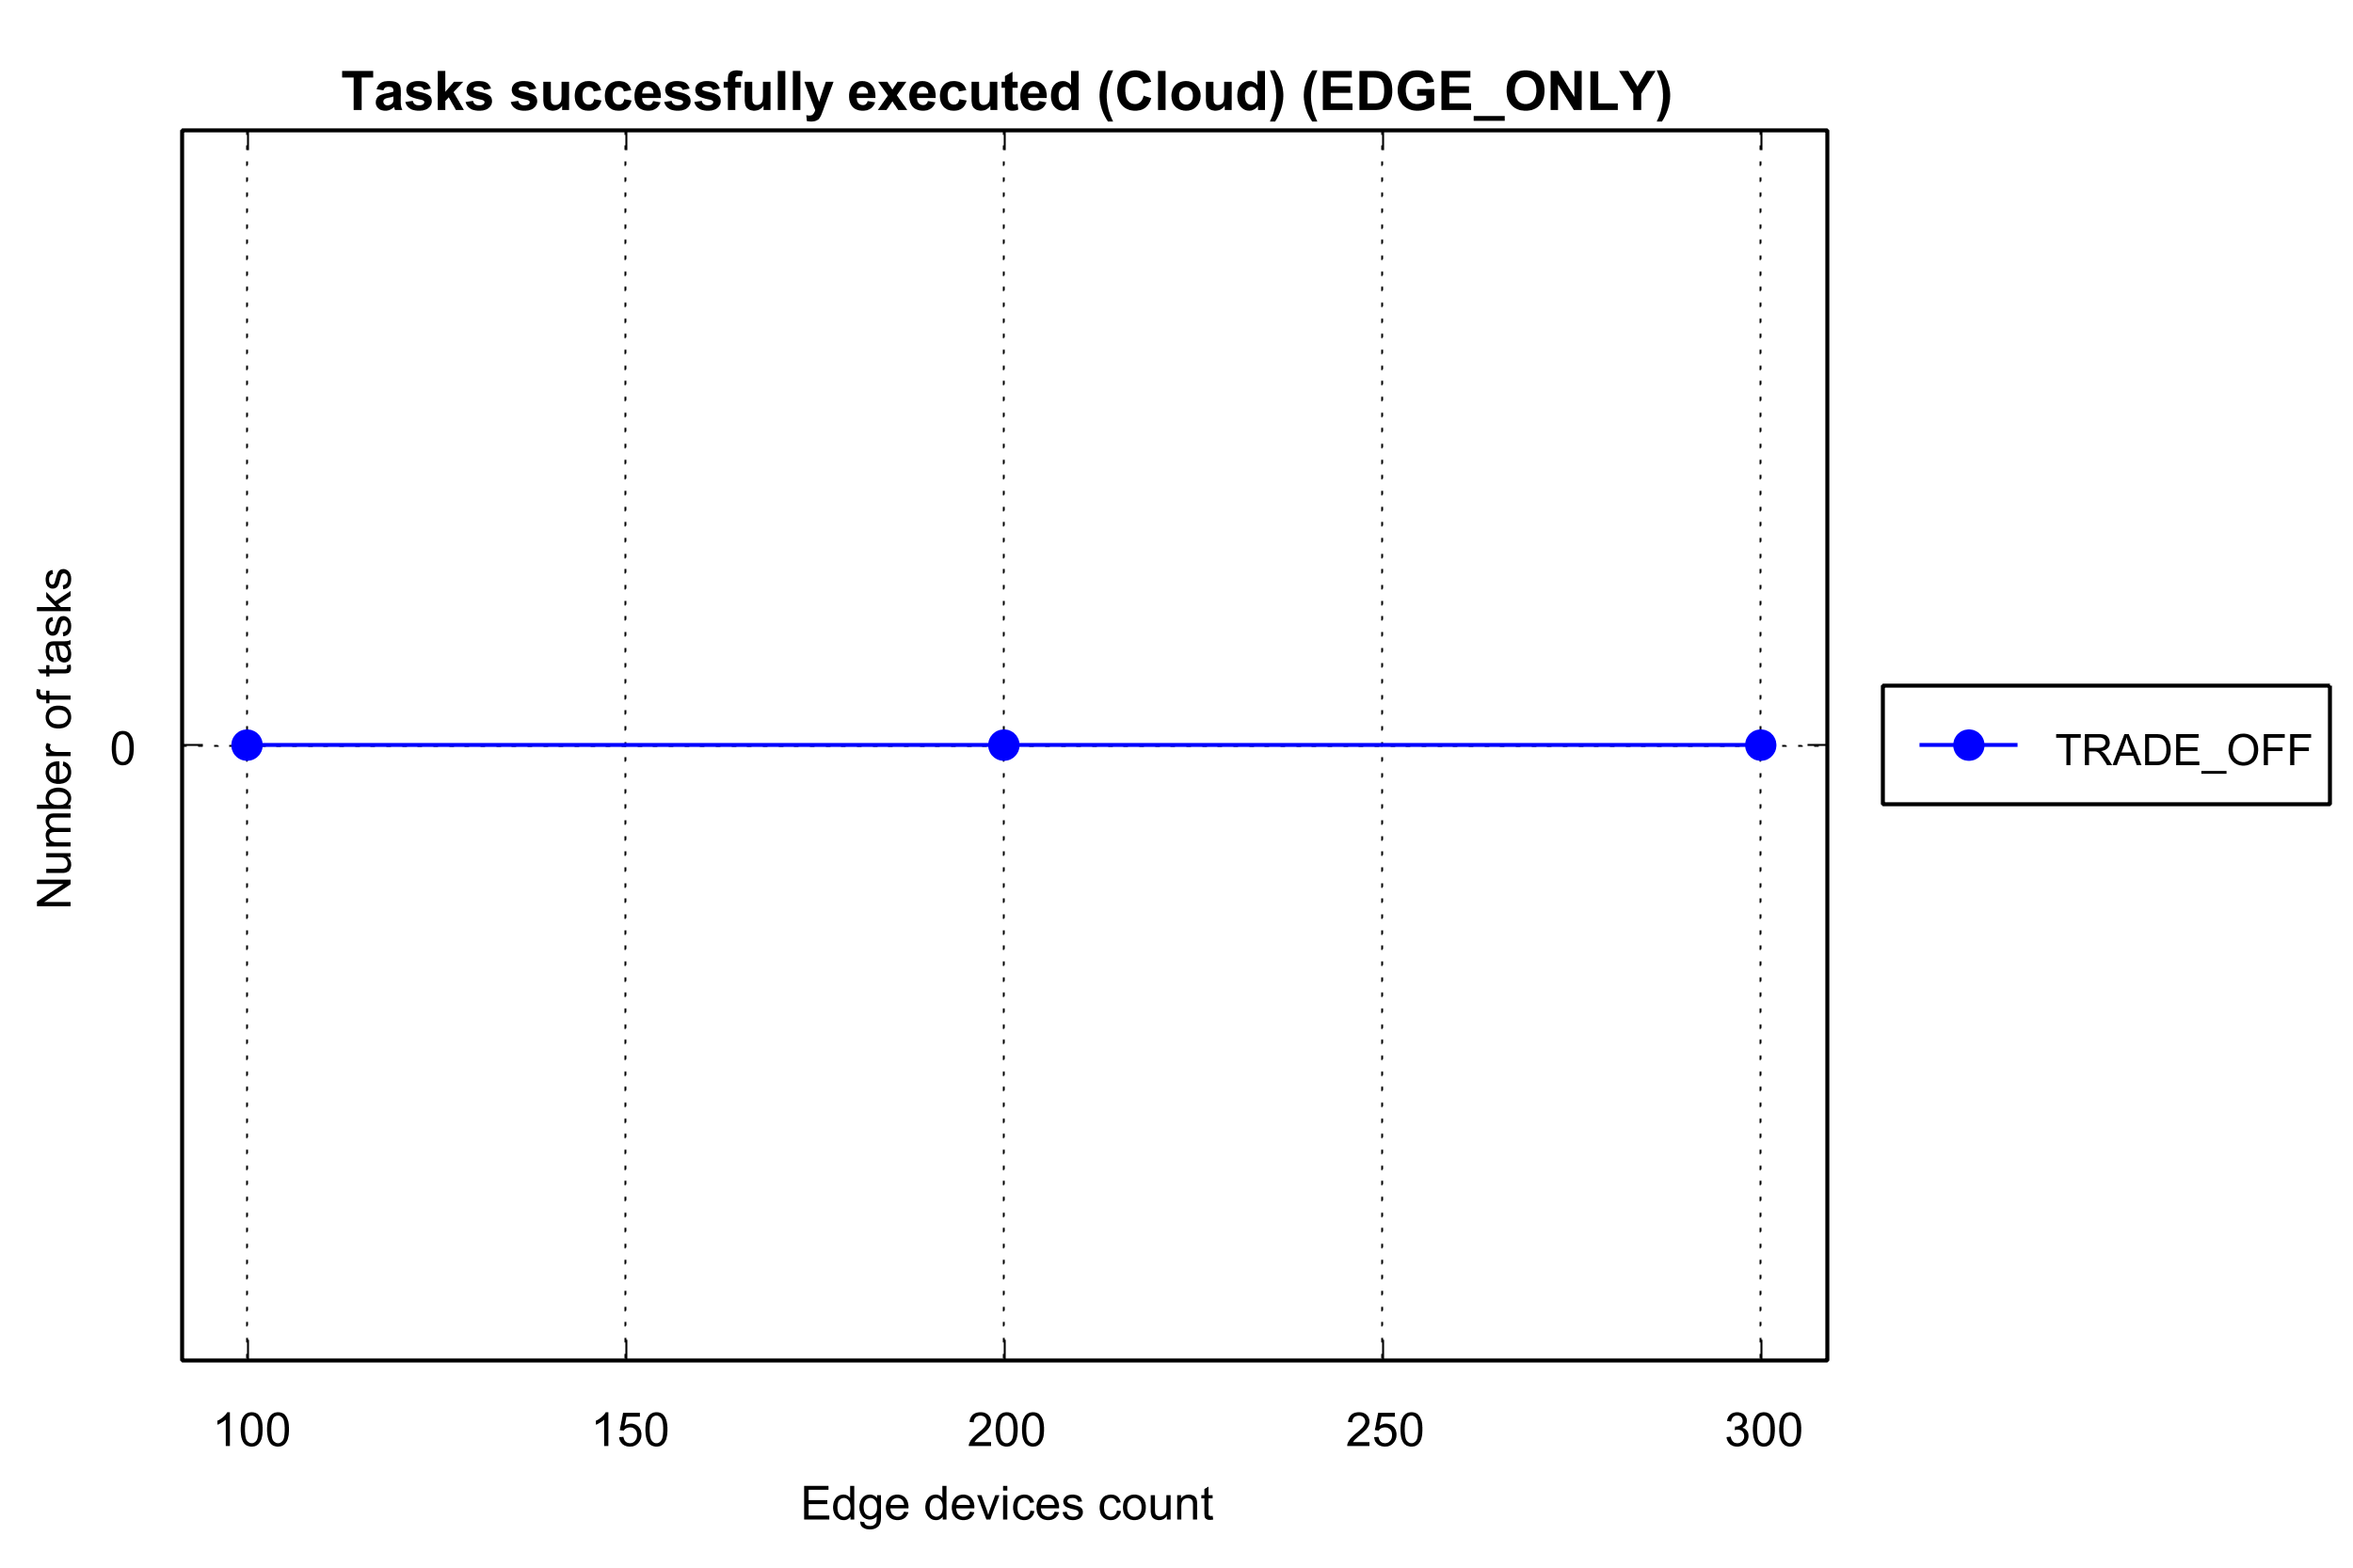 Tasks successfully executed (Cloud) (EDGE_ONLY)
Number of tasks
0
TRADE_OFF
100 150 200 250 300
Edge devices count